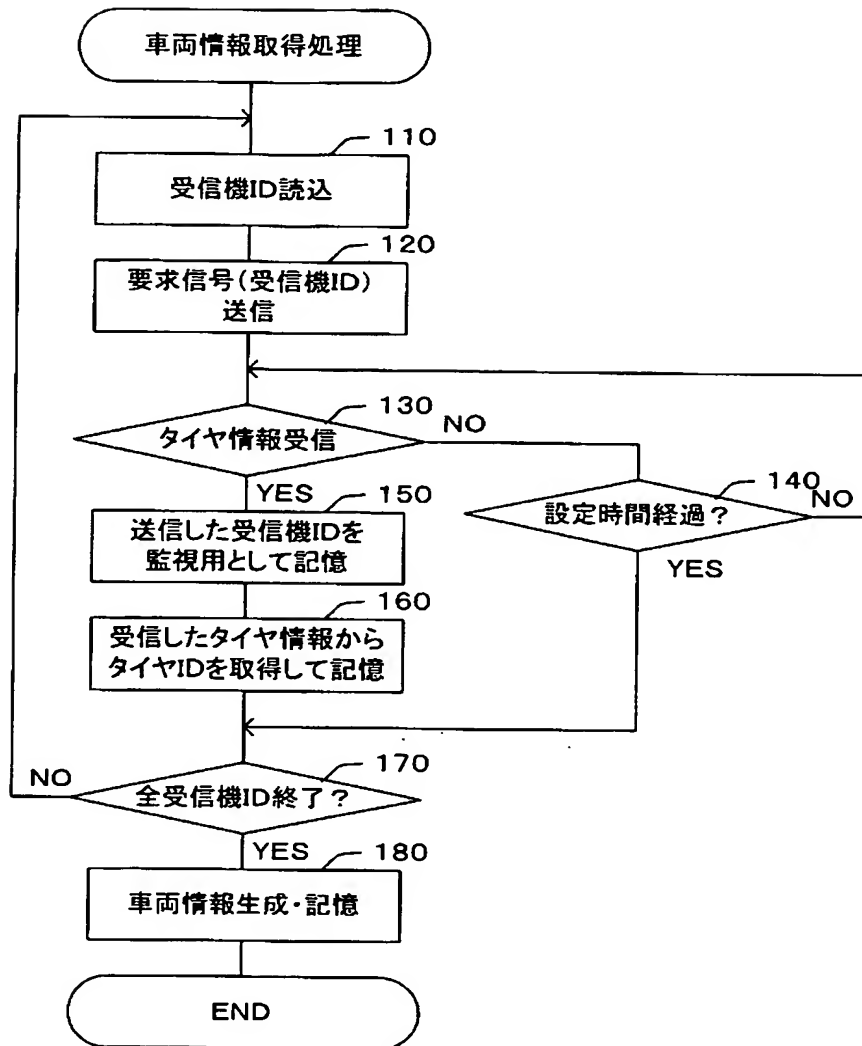 車両情報取得処理
110
受信機ID読込
120
要求信号(受信機ID)
送信
130
タイヤ情報受信
NO
YES
140
設定時間経過？
NO
YES
150
送信した受信機IDを
監視用として記憶
160
受信したタイヤ情報から
タイヤIDを取得して記憶
170
NO
全受信機ID終了？
YES
180
車両情報生成・記憶
END